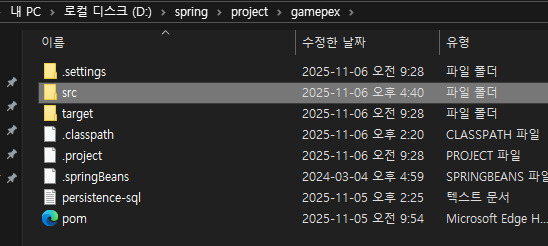 내 PC > 로컬 디스크 (D:) > spring > project > gamepex >
이름 수정한 날짜 유형
.settings 2025-11-06 오전 9:28 파일 폴더
src 2025-11-06 오후 4:40 파일 폴더
target 2025-11-06 오전 9:28 파일 폴더
.classpath 2025-11-06 오후 2:20 CLASSPATH 파일
.project 2025-11-06 오전 9:28 PROJECT 파일
.springBeans 2024-03-04 오후 4:59 SPRINGBEANS 파일
persistence-sql 2025-11-05 오후 2:25 텍스트 문서
pom 2025-11-05 오전 9:54 Microsoft Edge H...